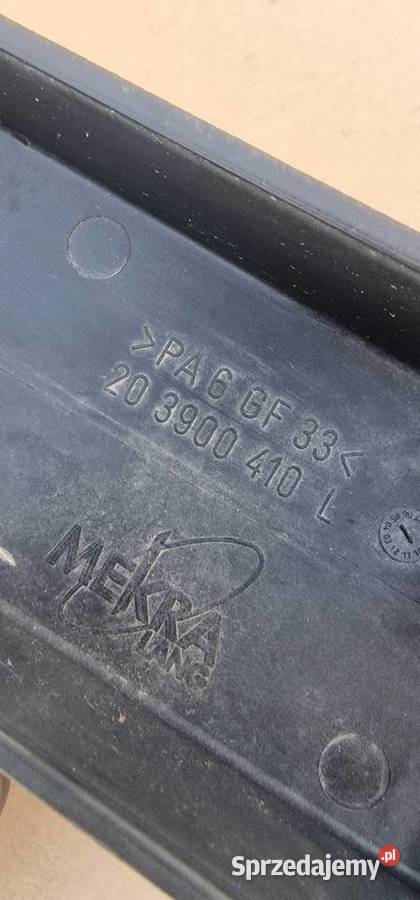 >PA 6 GF 33<
20 3900 410 L
MEKRA
LANG
Sprzedajemy.pl